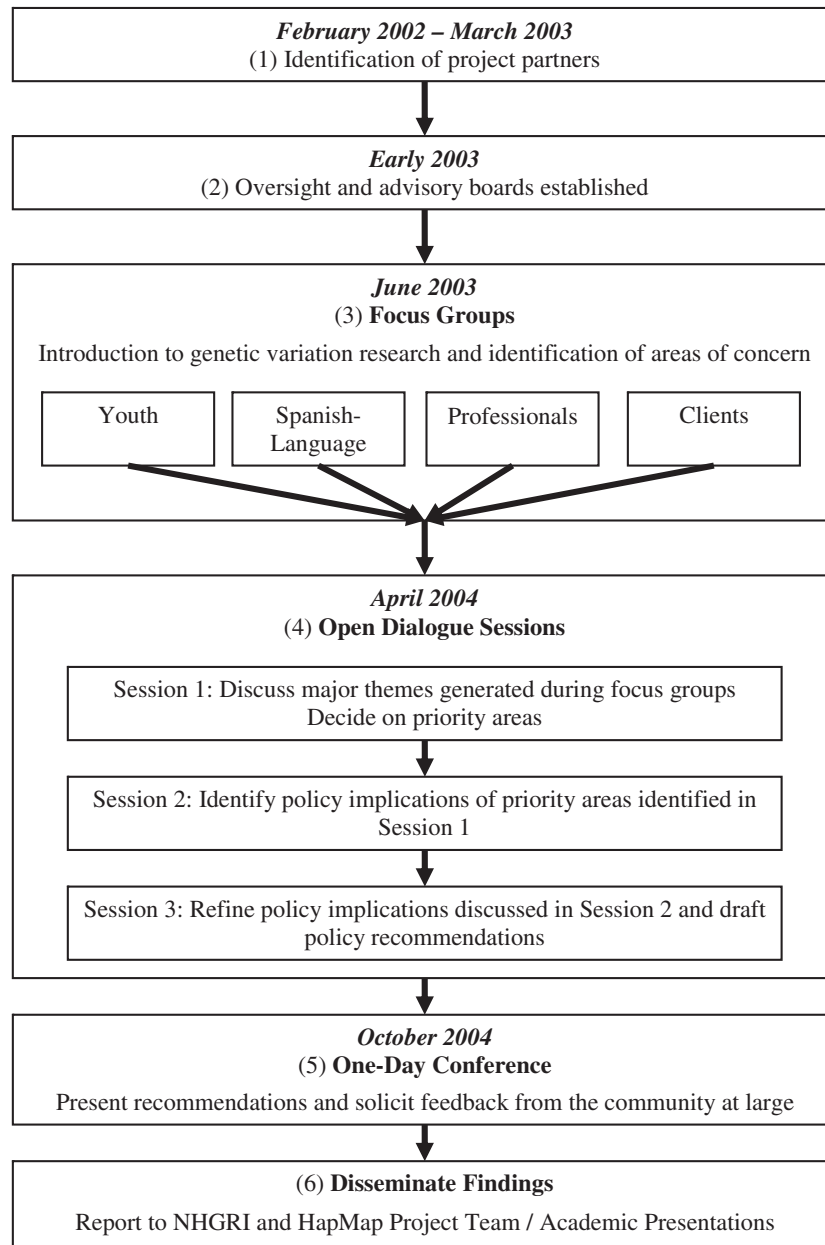 February 2002 – March 2003
(1) Identification of project partners
Early 2003
(2) Oversight and advisory boards established
June 2003
(3) Focus Groups
Introduction to genetic variation research and identification of areas of concern
Youth
Spanish-
Language
Professionals
Clients
April 2004
(4) Open Dialogue Sessions
Session 1: Discuss major themes generated during focus groups
Decide on priority areas
Session 2: Identify policy implications of priority areas identified in
Session 1
Session 3: Refine policy implications discussed in Session 2 and draft
policy recommendations
October 2004
(5) One-Day Conference
Present recommendations and solicit feedback from the community at large
(6) Disseminate Findings
Report to NHGRI and HapMap Project Team / Academic Presentations